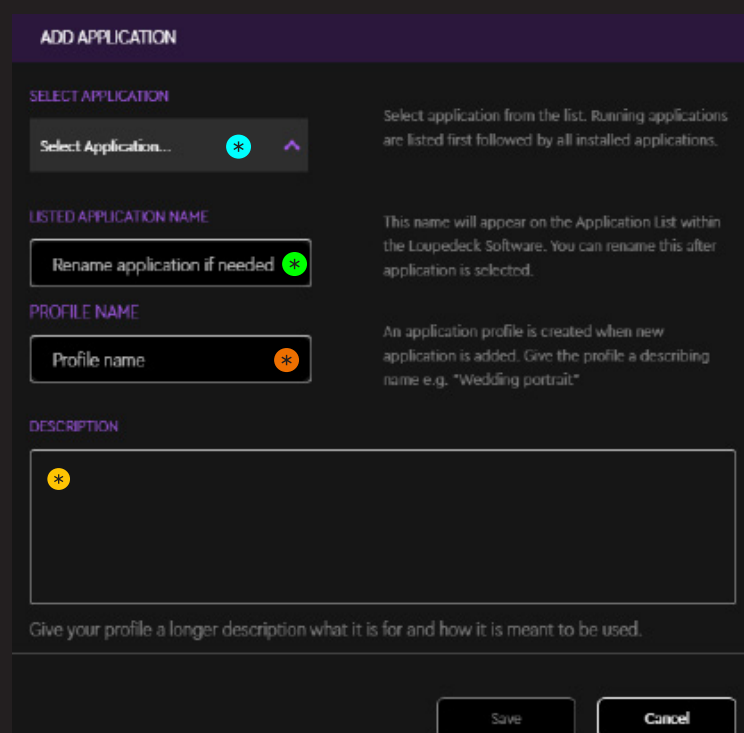 ADD APPLICATION
SELECT APPLICATION
Select Application... *
Select application from the list. Running applications
are listed first followed by all installed applications.
LISTED APPLICATION NAME
Rename application if needed *
This name will appear on the Application List within
the Loupedeck Software. You can rename this after
application is selected.
PROFILE NAME
Profile name *
An application profile is created when new
application is added. Give the profile a describing
name e.g. "Wedding portrait"
DESCRIPTION
*
Give your profile a longer description what it is for and how it is meant to be used.
Save
Cancel